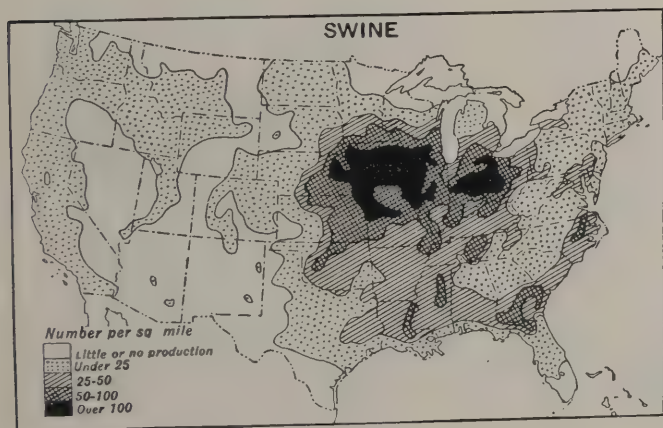 SWINE
Number per sq mile
Little or no production
Under 25
25-50
50-100
Over 100